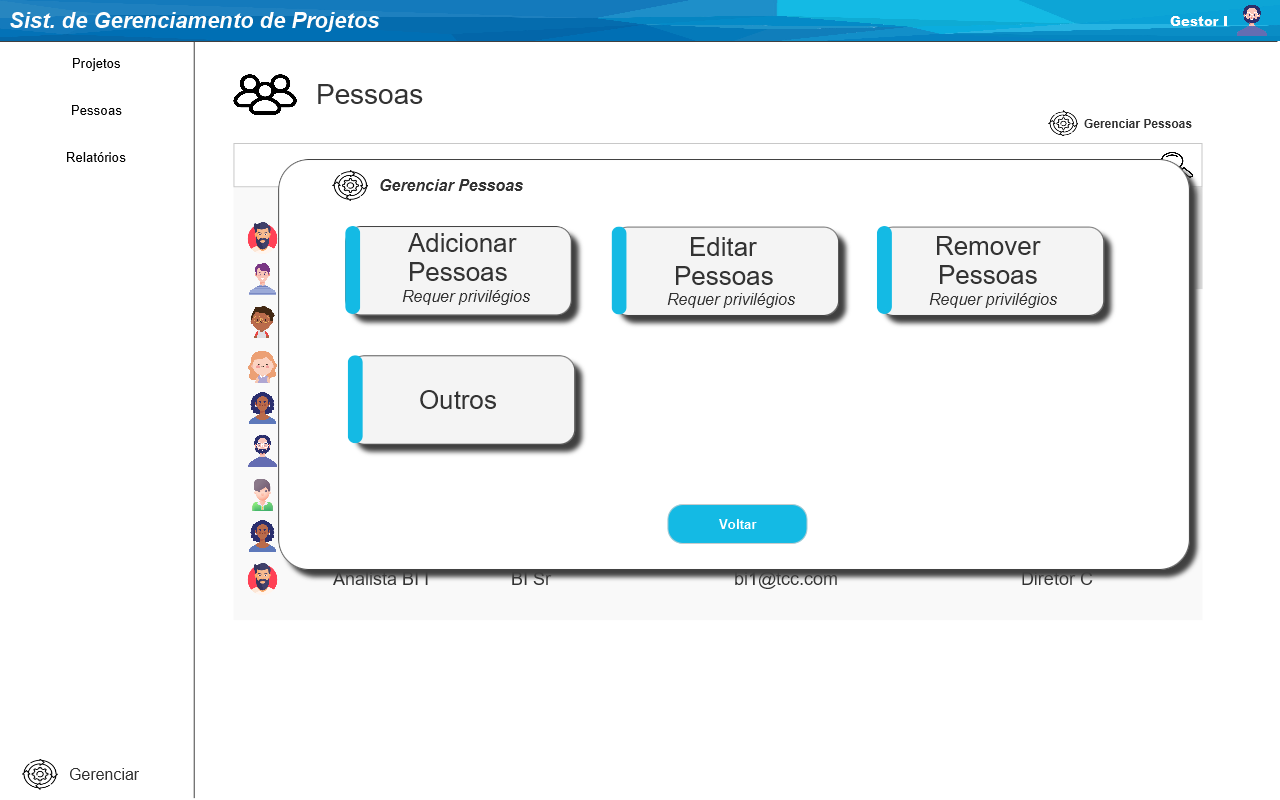 Sist. de Gerenciamento de Projetos
Gestor I
Projetos
Pessoas
Relatórios
Pessoas
Gerenciar Pessoas
Gerenciar Pessoas
Adicionar
Pessoas
Requer privilégios
Editar
Pessoas
Requer privilégios
Remover
Pessoas
Requer privilégios
Outros
Voltar
Analista BI I BI Sr bi1@tcc.com Diretor C
Gerenciar